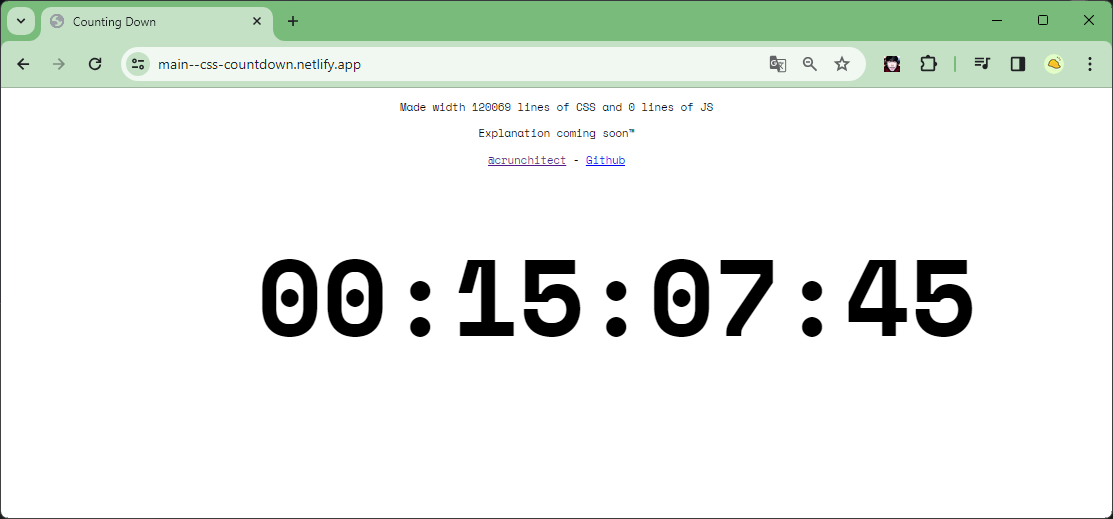 Counting Down
main--css-countdown.netlify.app
Made width 120069 lines of CSS and 0 lines of JS
Explanation coming soon™
@crunchitect - Github
00:15:07:45